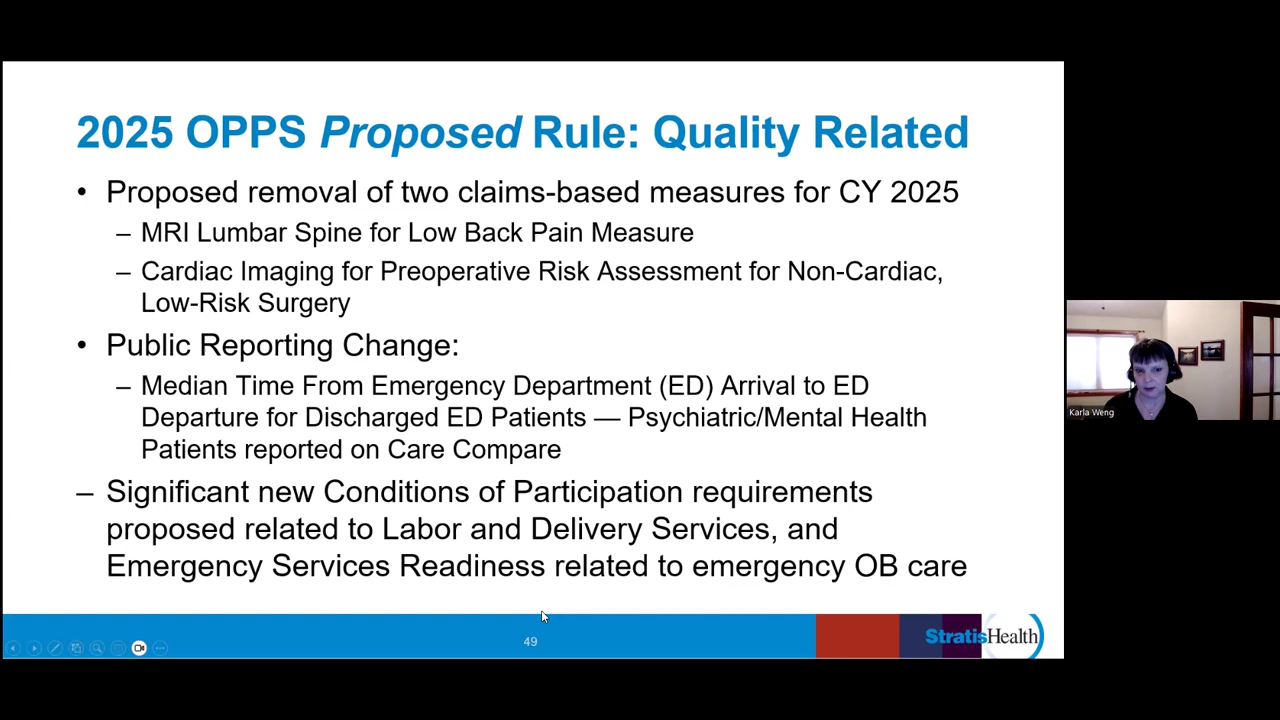 2025 OPPS Proposed Rule: Quality Related
• Proposed removal of two claims-based measures for CY 2025
– MRI Lumbar Spine for Low Back Pain Measure
– Cardiac Imaging for Preoperative Risk Assessment for Non-Cardiac,
Low-Risk Surgery
• Public Reporting Change:
– Median Time From Emergency Department (ED) Arrival to ED
Departure for Discharged ED Patients — Psychiatric/Mental Health
Patients reported on Care Compare
– Significant new Conditions of Participation requirements
proposed related to Labor and Delivery Services, and
Emergency Services Readiness related to emergency OB care
49
StratisHealth
Karla Weng